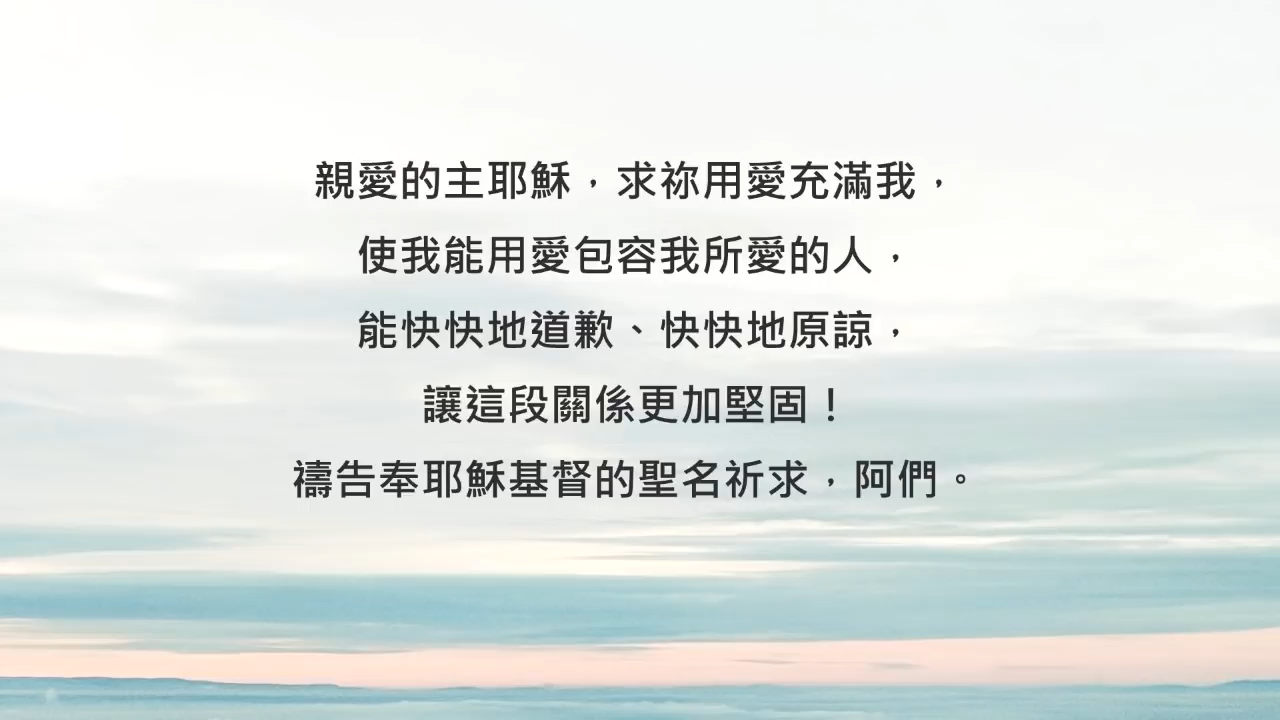 親愛的主耶穌，求祢用愛充滿我，
使我能用愛包容我所愛的人，
能快快地道歉、快快地原諒，
讓這段關係更加堅固！
禱告奉耶穌基督的聖名祈求，阿們。